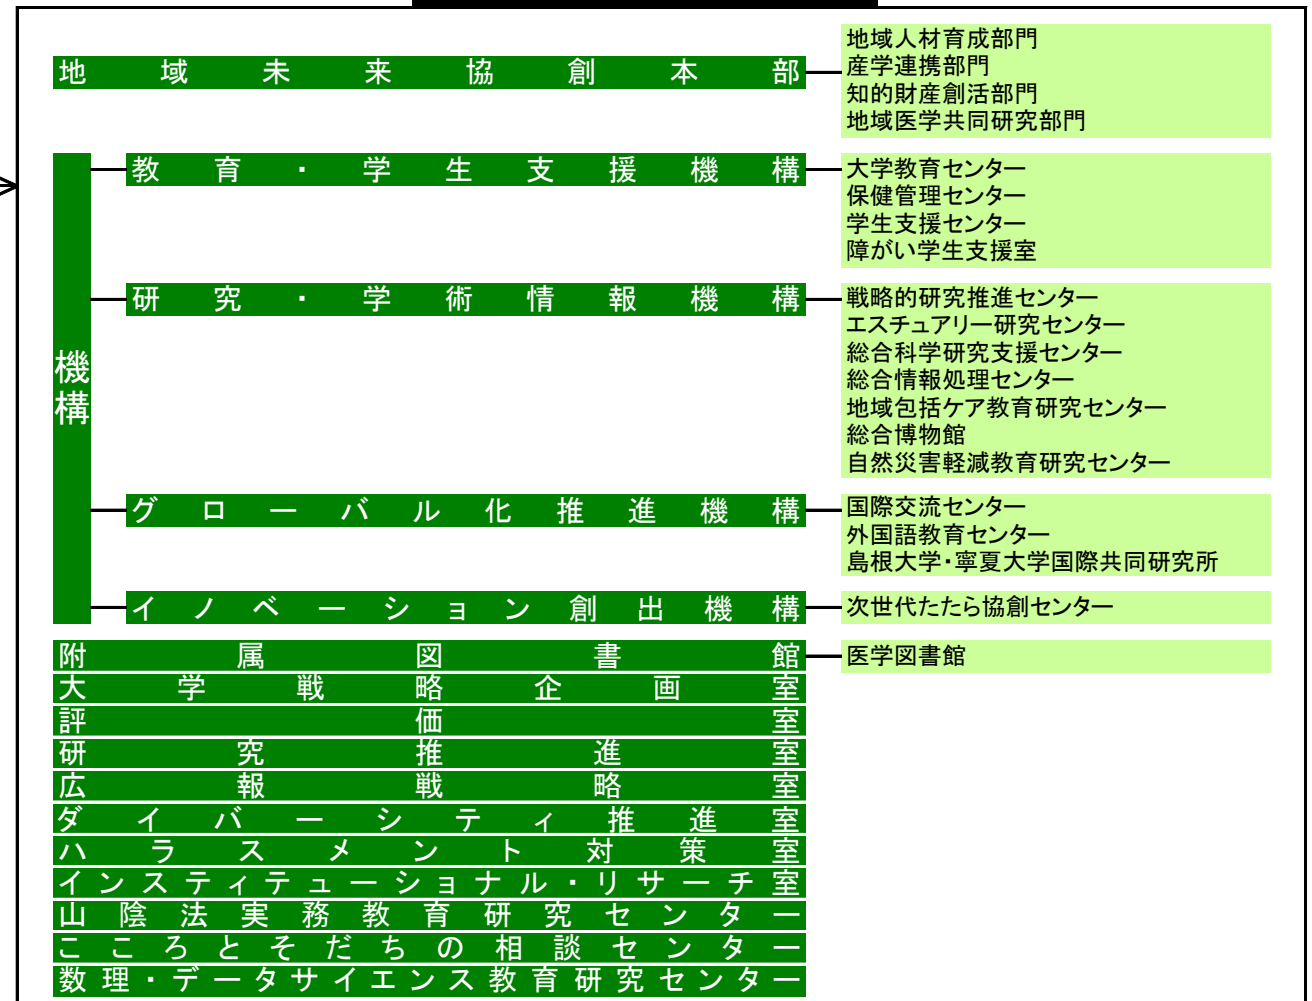 地域未来協創本部
地域人材育成部門
産学連携部門
知的財産創活部門
地域医学共同研究部門
機構
教育・学生支援機構
大学教育センター
保健管理センター
学生支援センター
障がい学生支援室
研究・学術情報機構
戦略的研究推進センター
エスチュアリー研究センター
総合科学研究支援センター
総合情報処理センター
地域包括ケア教育研究センター
総合博物館
自然災害軽減教育研究センター
グローバル化推進機構
国際交流センター
外国語教育センター
島根大学・寧夏大学国際共同研究所
イノベーション創出機構
次世代たたら協創センター
附属図書館
医学図書館
大学戦略企画室
評価室
研究推進室
広報戦略室
ダイバーシティ推進室
ハラスメント対策室
インスティテューショナル・リサーチ室
山陰法実務教育研究センター
こころとそだちの相談センター
数理・データサイエンス教育研究センター